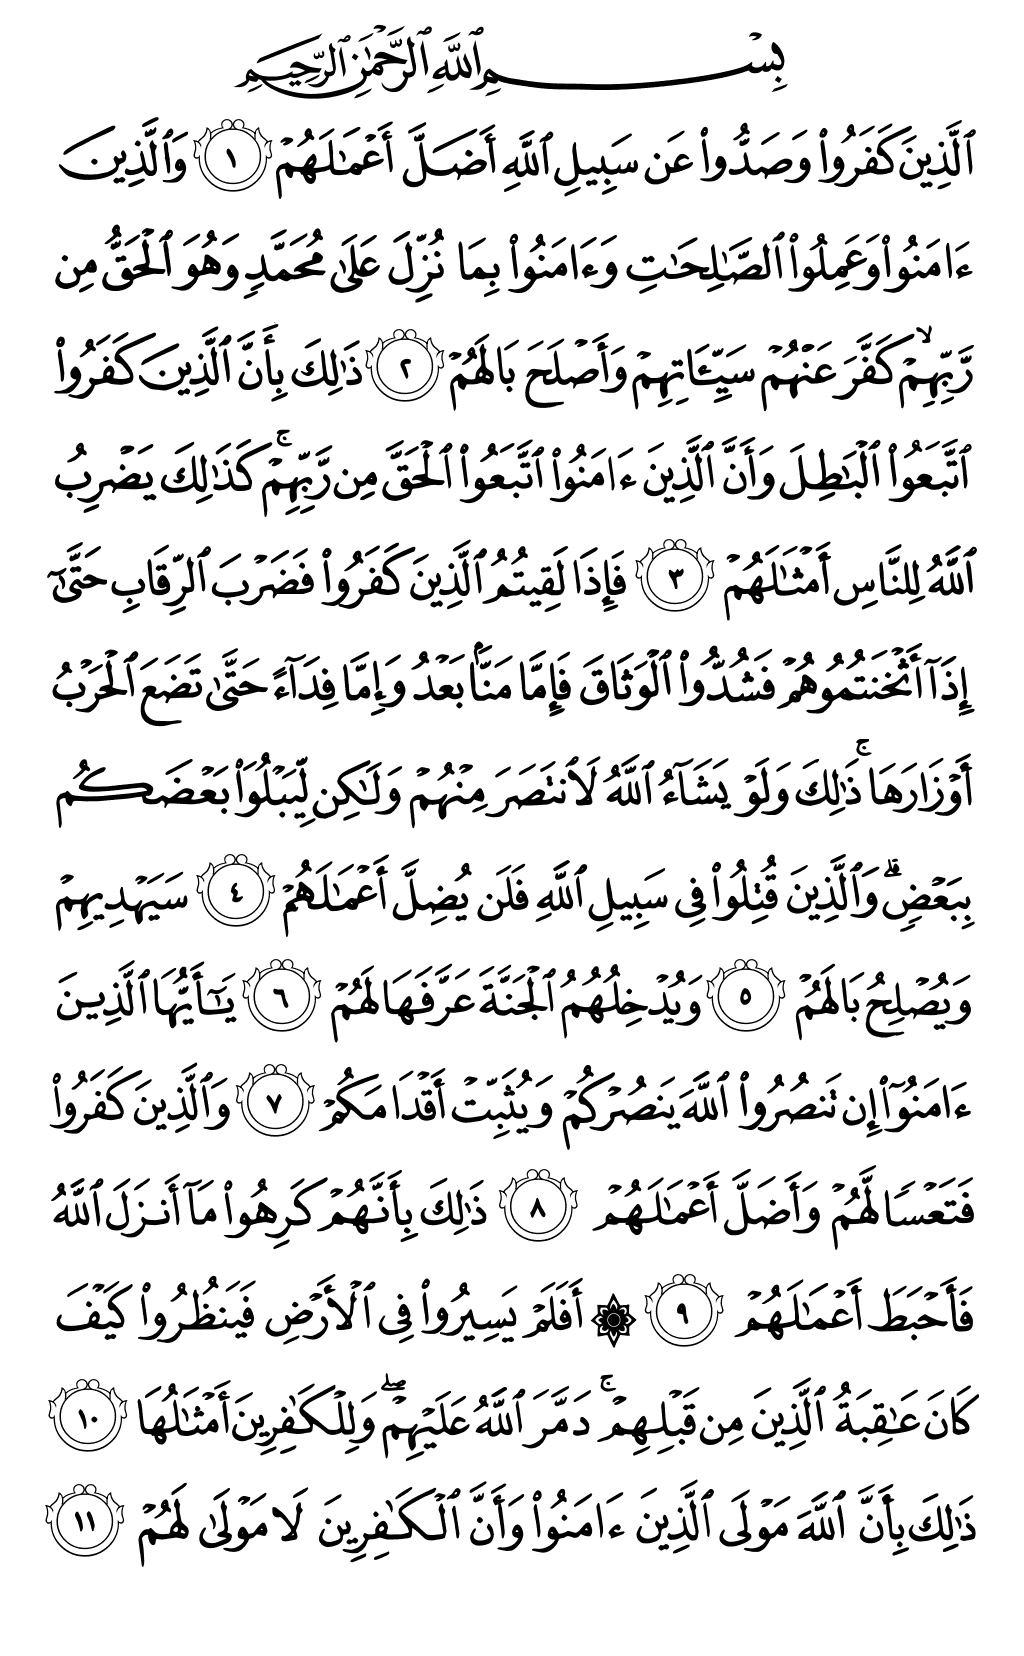 بِسْمِ ٱللَّهِ ٱلرَّحْمَٰنِ ٱلرَّحِيمِ
ٱلَّذِينَ كَفَرُوا۟ وَصَدُّوا۟ عَن سَبِيلِ ٱللَّهِ أَضَلَّ أَعْمَٰلَهُمْ ١ وَٱلَّذِينَ
ءَامَنُوا۟ وَعَمِلُوا۟ ٱلصَّٰلِحَٰتِ وَءَامَنُوا۟ بِمَا نُزِّلَ عَلَىٰ مُحَمَّدٍ وَهُوَ ٱلْحَقُّ مِن
رَّبِّهِمْ ۙ كَفَّرَ عَنْهُمْ سَيِّـَٔاتِهِمْ وَأَصْلَحَ بَالَهُمْ ٢ ذَٰلِكَ بِأَنَّ ٱلَّذِينَ كَفَرُوا۟
ٱتَّبَعُوا۟ ٱلْبَٰطِلَ وَأَنَّ ٱلَّذِينَ ءَامَنُوا۟ ٱتَّبَعُوا۟ ٱلْحَقَّ مِن رَّبِّهِمْ ۚ كَذَٰلِكَ يَضْرِبُ
ٱللَّهُ لِلنَّاسِ أَمْثَٰلَهُمْ ٣ فَإِذَا لَقِيتُمُ ٱلَّذِينَ كَفَرُوا۟ فَضَرْبَ ٱلرِّقَابِ حَتَّىٰٓ
إِذَآ أَثْخَنتُمُوهُمْ فَشُدُّوا۟ ٱلْوَثَاقَ فَإِمَّا مَنًّۢا بَعْدُ وَإِمَّا فِدَآءً حَتَّىٰ تَضَعَ ٱلْحَرْبُ
أَوْزَارَهَا ۚ ذَٰلِكَ وَلَوْ يَشَآءُ ٱللَّهُ لَٱنتَصَرَ مِنْهُمْ وَلَٰكِن لِّيَبْلُوَا۟ بَعْضَكُم
بِبَعْضٍ ۗ وَٱلَّذِينَ قُتِلُوا۟ فِى سَبِيلِ ٱللَّهِ فَلَن يُضِلَّ أَعْمَٰلَهُمْ ٤ سَيَهْدِيهِمْ
وَيُصْلِحُ بَالَهُمْ ٥ وَيُدْخِلُهُمُ ٱلْجَنَّةَ عَرَّفَهَا لَهُمْ ٦ يَٰٓأَيُّهَا ٱلَّذِينَ
ءَامَنُوٓا۟ إِن تَنصُرُوا۟ ٱللَّهَ يَنصُرْكُمْ وَيُثَبِّتْ أَقْدَامَكُمْ ٧ وَٱلَّذِينَ كَفَرُوا۟
فَتَعْسًا لَّهُمْ وَأَضَلَّ أَعْمَٰلَهُمْ ٨ ذَٰلِكَ بِأَنَّهُمْ كَرِهُوا۟ مَآ أَنزَلَ ٱللَّهُ
فَأَحْبَطَ أَعْمَٰلَهُمْ ٩ ۞ أَفَلَمْ يَسِيرُوا۟ فِى ٱلْأَرْضِ فَيَنظُرُوا۟ كَيْفَ
كَانَ عَٰقِبَةُ ٱلَّذِينَ مِن قَبْلِهِمْ ۚ دَمَّرَ ٱللَّهُ عَلَيْهِمْ ۖ وَلِلْكَٰفِرِينَ أَمْثَٰلُهَا ١٠
ذَٰلِكَ بِأَنَّ ٱللَّهَ مَوْلَى ٱلَّذِينَ ءَامَنُوا۟ وَأَنَّ ٱلْكَٰفِرِينَ لَا مَوْلَىٰ لَهُمْ ١١